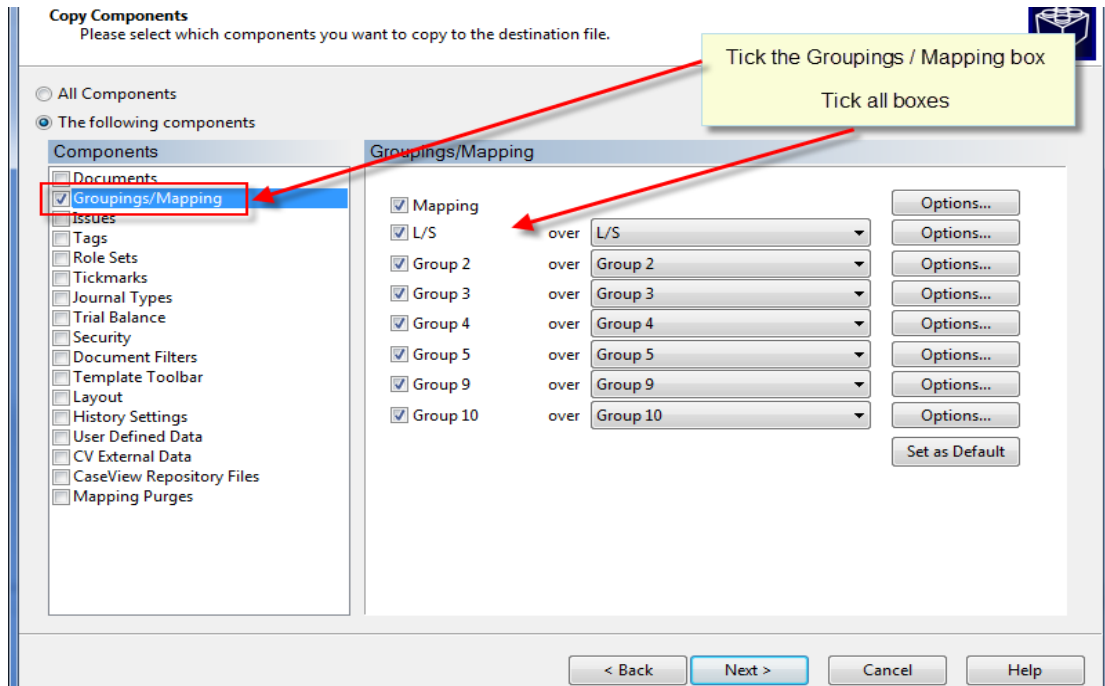 Copy Components
Please select which components you want to copy to the destination file.
Tick the Groupings / Mapping box
Tick all boxes
All Components
The following components
Components
Documents
Groupings/Mapping
Issues
Tags
Role Sets
Tickmarks
Journal Types
Trial Balance
Security
Document Filters
Template Toolbar
Layout
History Settings
User Defined Data
CV External Data
CaseView Repository Files
Mapping Purges
Groupings/Mapping
Mapping Options...
L/S over L/S Options...
Group 2 over Group 2 Options...
Group 3 over Group 3 Options...
Group 4 over Group 4 Options...
Group 5 over Group 5 Options...
Group 9 over Group 9 Options...
Group 10 over Group 10 Options...
Set as Default
< Back Next > Cancel Help